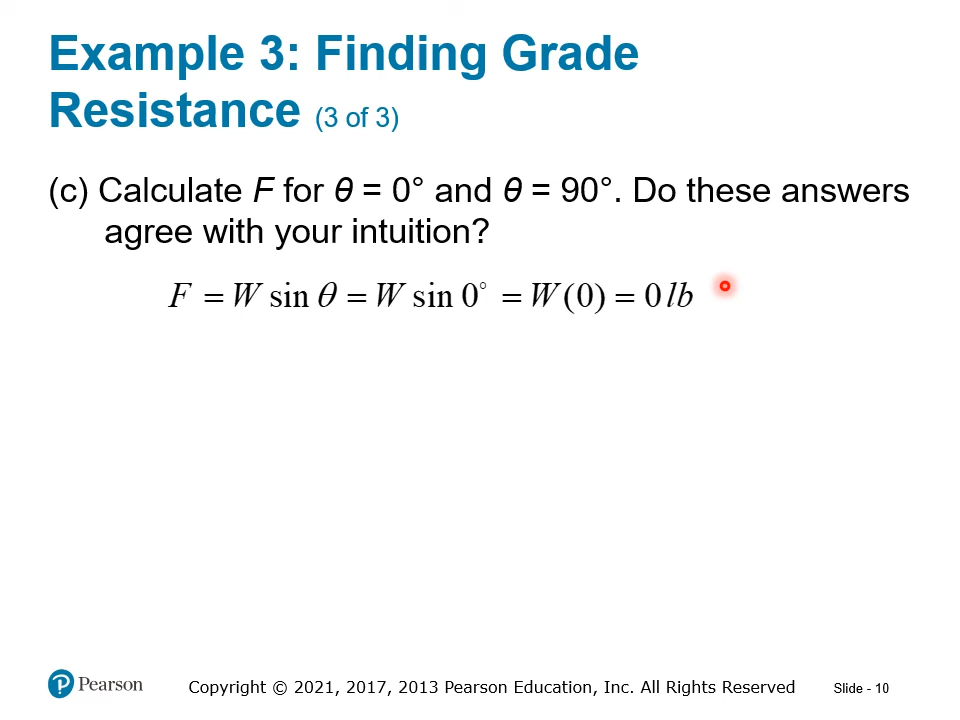 Example 3: Finding Grade
Resistance (3 of 3)
(c) Calculate F for θ = 0° and θ = 90°. Do these answers
agree with your intuition?
F = W sin θ = W sin 0° = W(0) = 0 lb
Pearson
Copyright © 2021, 2017, 2013 Pearson Education, Inc. All Rights Reserved
Slide - 10